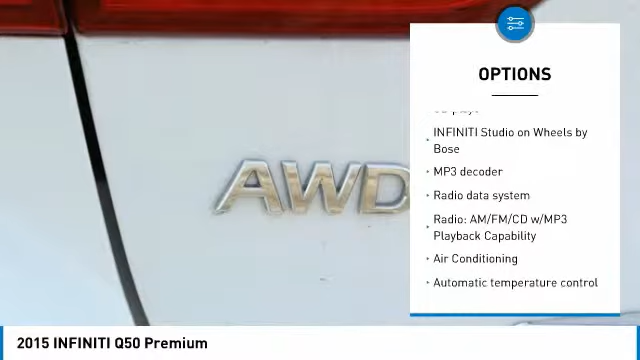 AWD
OPTIONS
INFINITI Studio on Wheels by
Bose
MP3 decoder
Radio data system
Radio: AM/FM/CD w/MP3
Playback Capability
Air Conditioning
Automatic temperature control
2015 INFINITI Q50 Premium